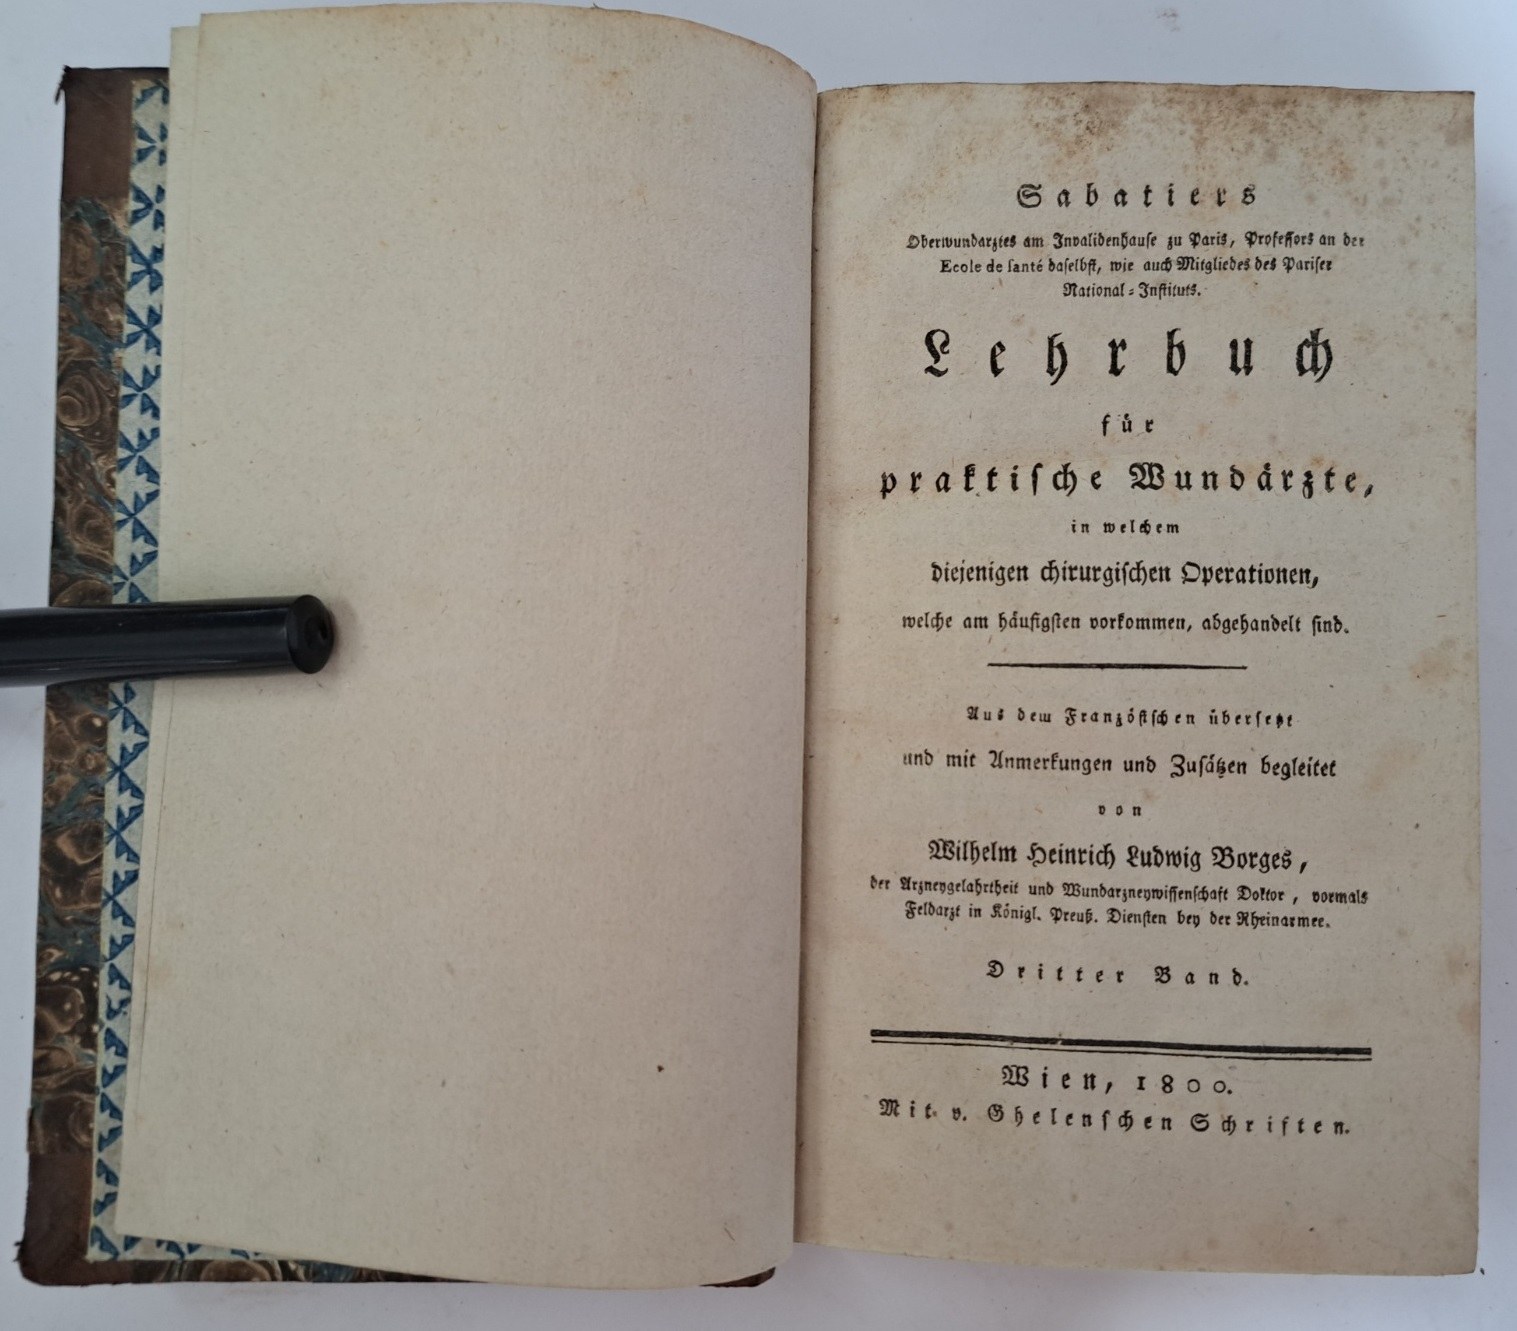 Sabatiers
Oberwundarztes am Invalidenhauſe zu Paris, Profeſſors an der
Ecole de ſanté daſelbſt, wie auch Mitgliedes des Pariſer
National-Inſtituts.
Lehrbuch
für
praktiſche Wundärzte,
in welchem
diejenigen chirurgiſchen Operationen,
welche am häufigſten vorkommen, abgehandelt ſind.
Aus dem Franzöſiſchen überſetzt
und mit Anmerkungen und Zuſätzen begleitet
von
Wilhelm Heinrich Ludwig Borges,
der Arzneygelahrtheit und Wundarzneywiſſenſchaft Doktor, vormals
Feldarzt in Königl. Preuß. Dienſten bey der Rheinarmee.
Dritter Band.
Wien, 1800.
Mit v. Ghelenſchen Schriften.